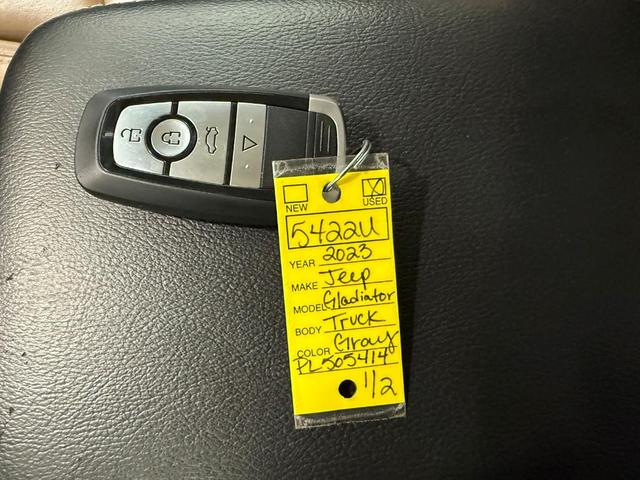 NEW USED
5422U
YEAR 2023
MAKE Jeep
MODEL Gladiator
BODY Truck
COLOR Gray
PL505414
1/2